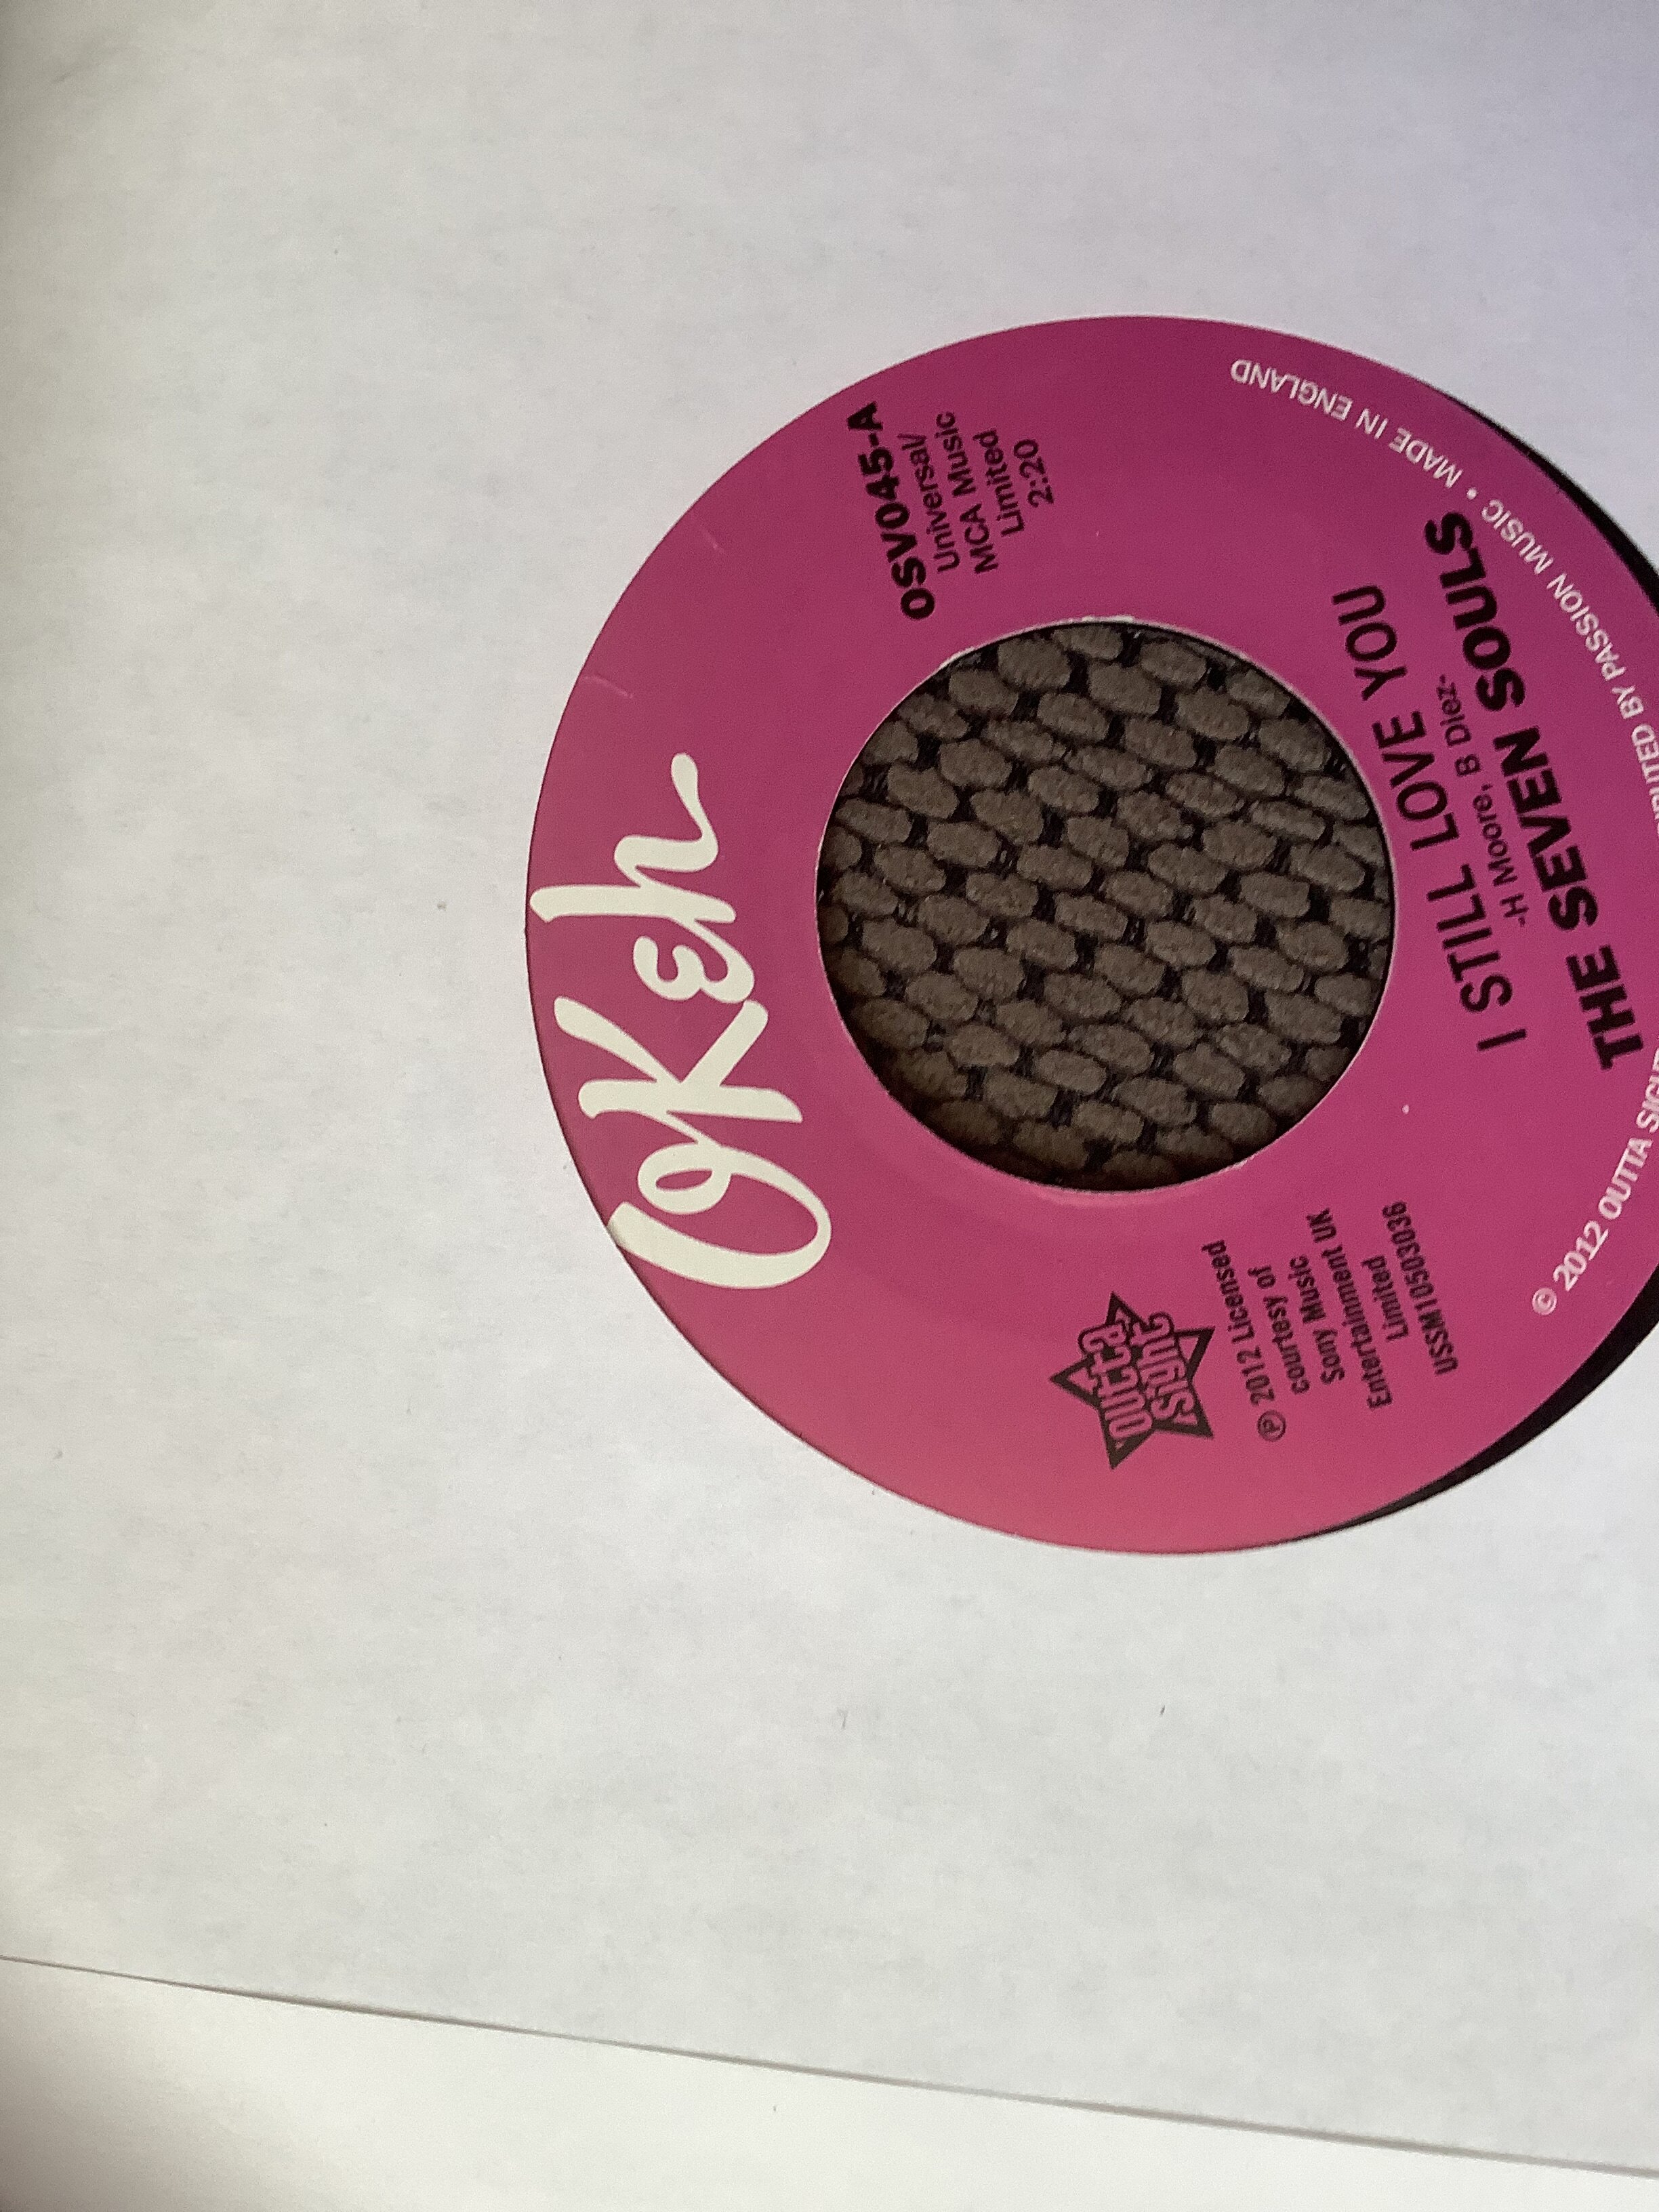 OKeh
outta
sight
℗ 2012 Licensed
courtesy of
Sony Music
Entertainment UK
Limited
USSM10503036
OSV045-A
Universal/
MCA Music
Limited
2:20
I STILL LOVE YOU
-H Moore, B Diez-
THE SEVEN SOULS
© 2012 OUTTA BY PASSION MUSIC • MADE IN ENGLAND